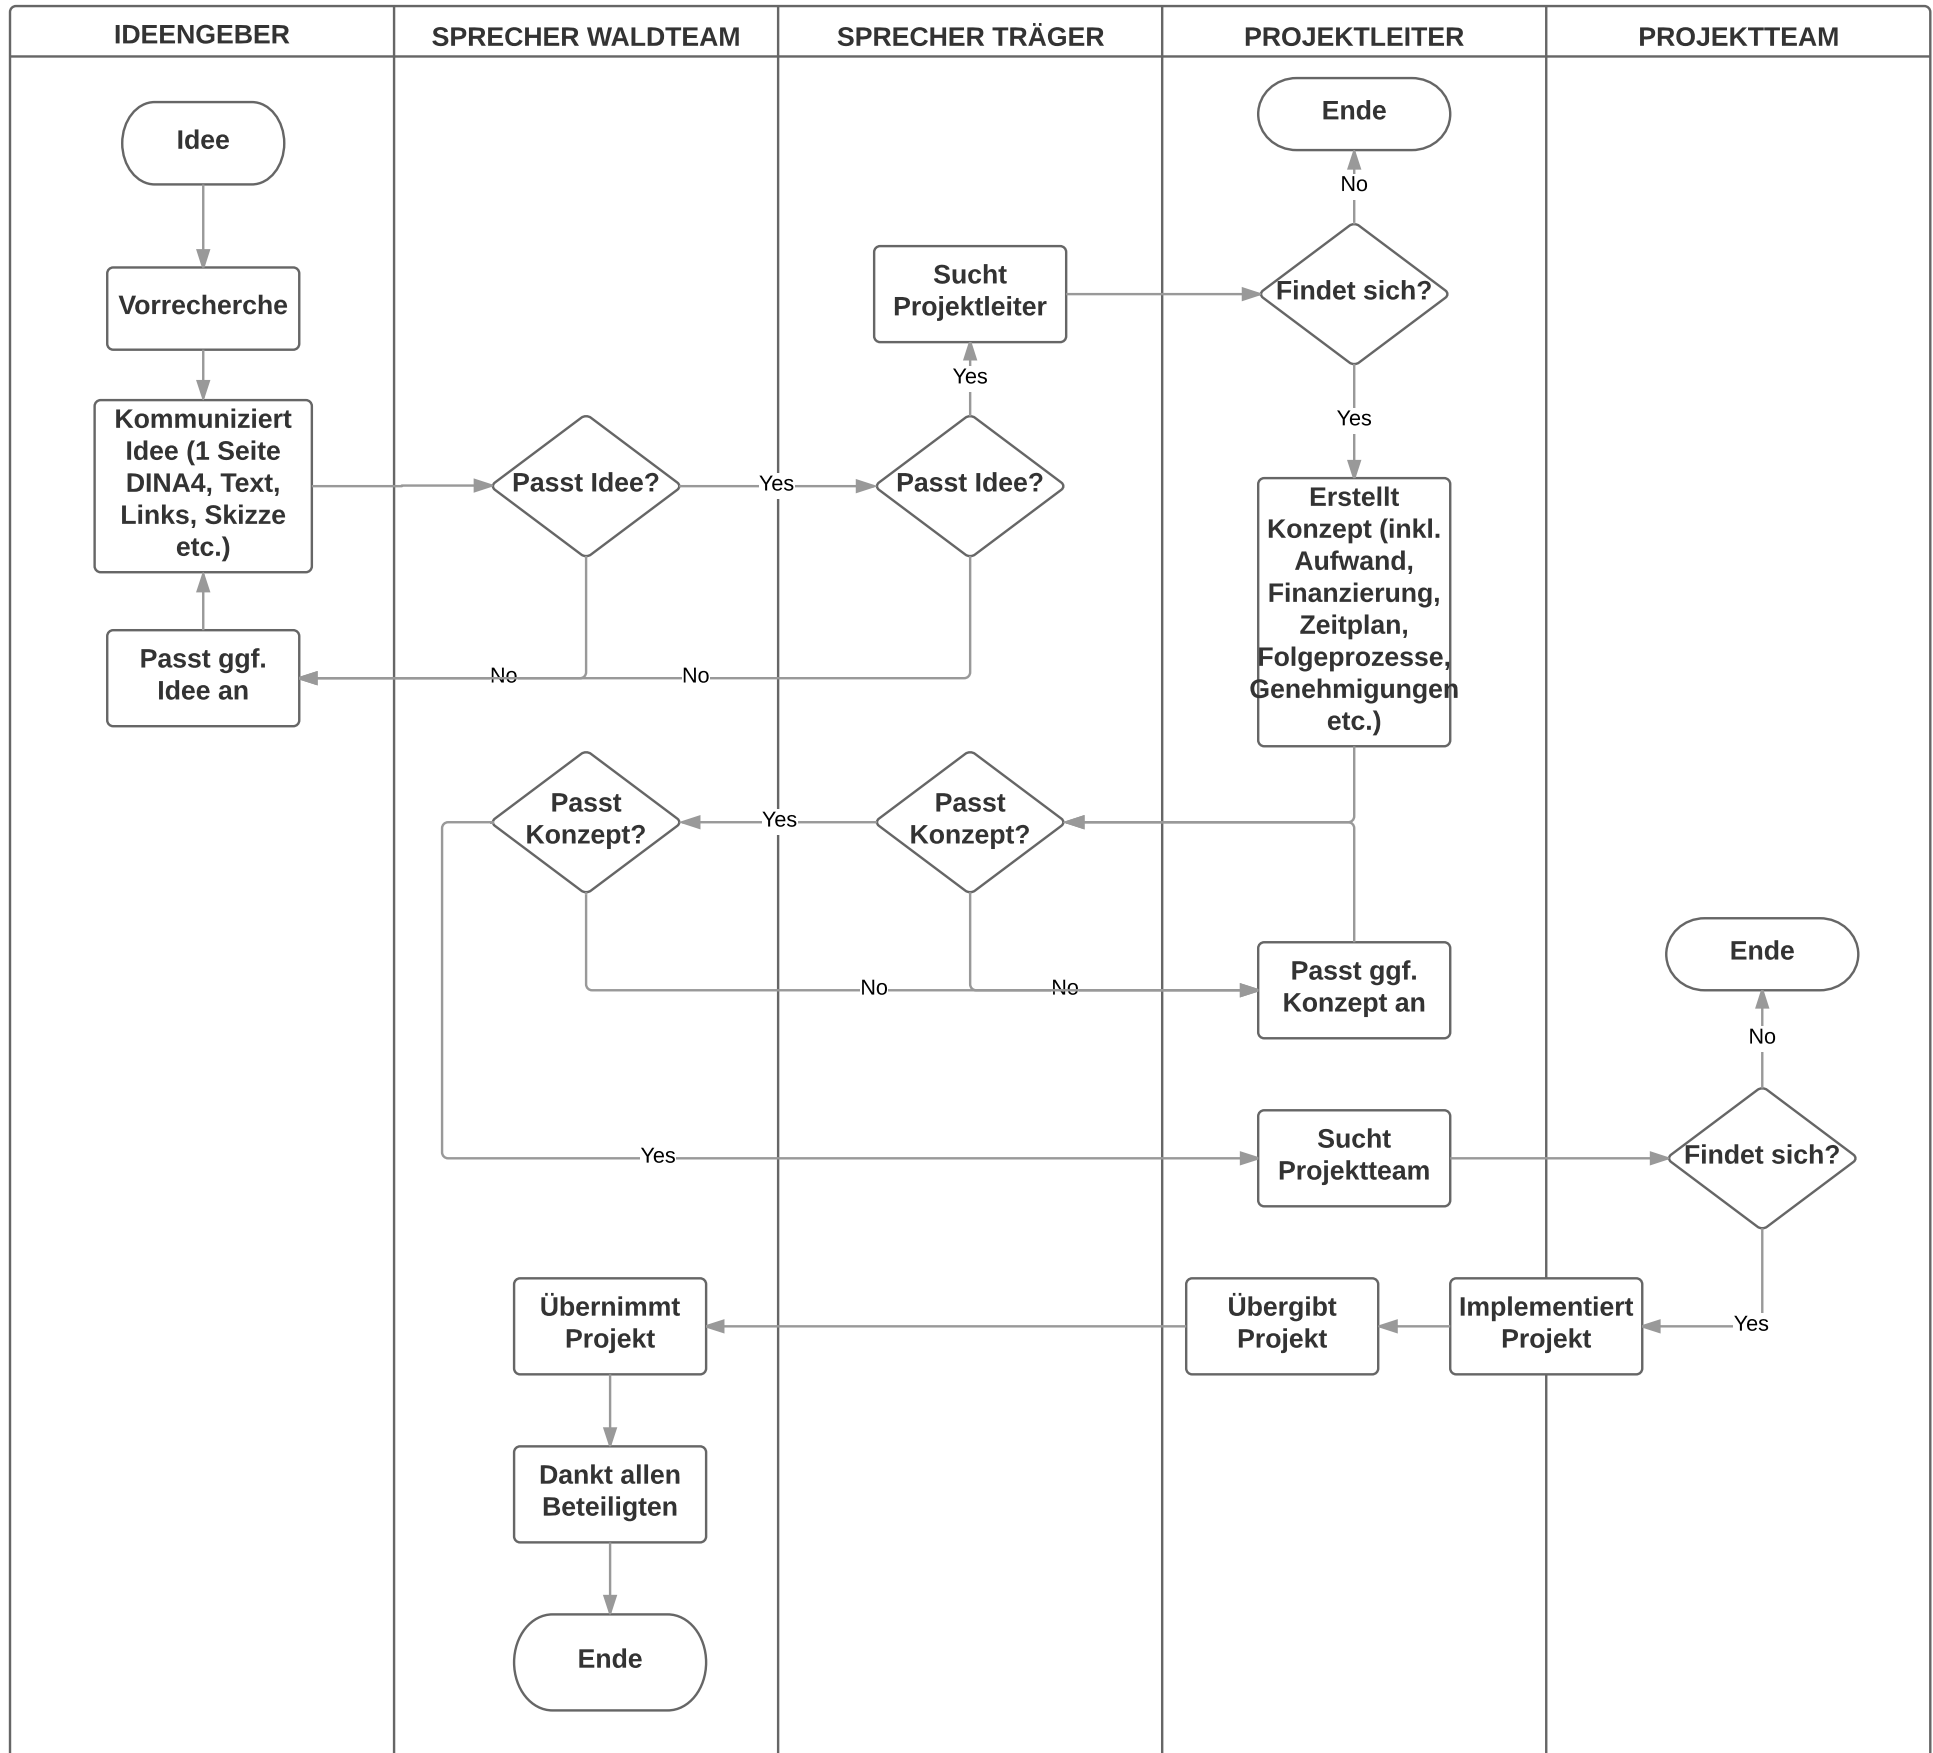 IDEENGEBER
SPRECHER WALDTEAM
SPRECHER TRÄGER
PROJEKTLEITER
PROJEKTTEAM
Idee
Vorrecherche
Kommuniziert
Idee (1 Seite
DINA4, Text,
Links, Skizze
etc.)
Passt ggf.
Idee an
Passt Idee?
Yes
No
Passt Idee?
Yes
No
Sucht
Projektleiter
Findet sich?
No
Ende
Yes
Erstellt
Konzept (inkl.
Aufwand,
Finanzierung,
Zeitplan,
Folgeprozesse,
Genehmigungen
etc.)
Passt
Konzept?
Yes
No
Passt
Konzept?
No
Yes
Passt ggf.
Konzept an
Sucht
Projektteam
Findet sich?
No
Ende
Yes
Implementiert
Projekt
Übergibt
Projekt
Übernimmt
Projekt
Dankt allen
Beteiligten
Ende